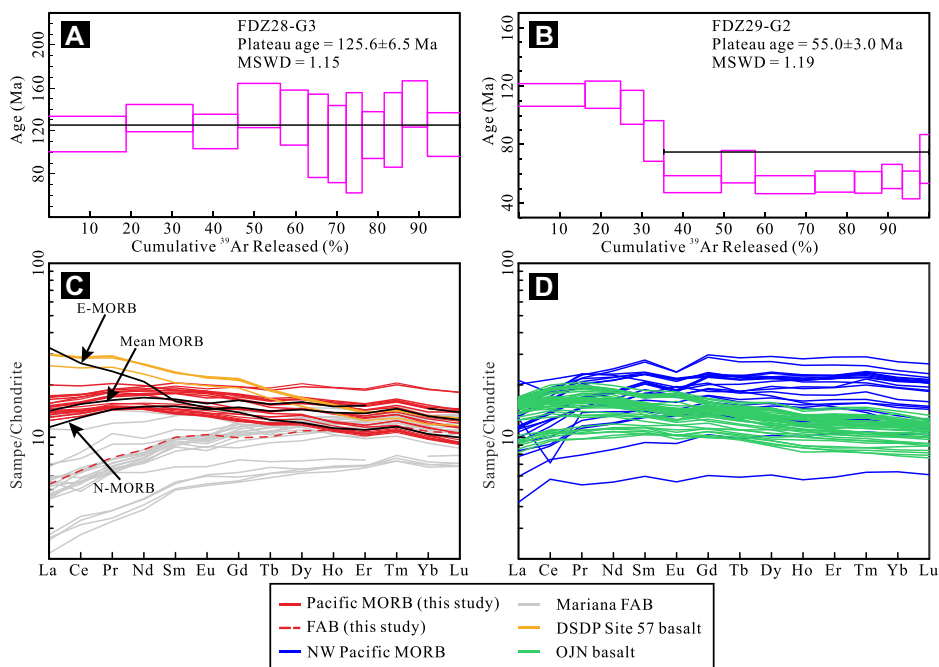 A
FDZ28-G3
Plateau age = 125.6±6.5 Ma
MSWD = 1.15
Age (Ma)
220
200
160
120
80
10 20 30 40 50 60 70 80 90
Cumulative ³⁹Ar Released (%)
B
FDZ29-G2
Plateau age = 55.0±3.0 Ma
MSWD = 1.19
Age (Ma)
160
120
80
40
10 20 30 40 50 60 70 80 90
Cumulative ³⁹Ar Released (%)
C
E-MORB
Mean MORB
N-MORB
Sampe/Chondrite
100
10
La Ce Pr Nd Sm Eu Gd Tb Dy Ho Er Tm Yb Lu
D
Sampe/Chondrite
100
10
La Ce Pr Nd Sm Eu Gd Tb Dy Ho Er Tm Yb Lu
Pacific MORB (this study)
FAB (this study)
NW Pacific MORB
Mariana FAB
DSDP Site 57 basalt
OJN basalt